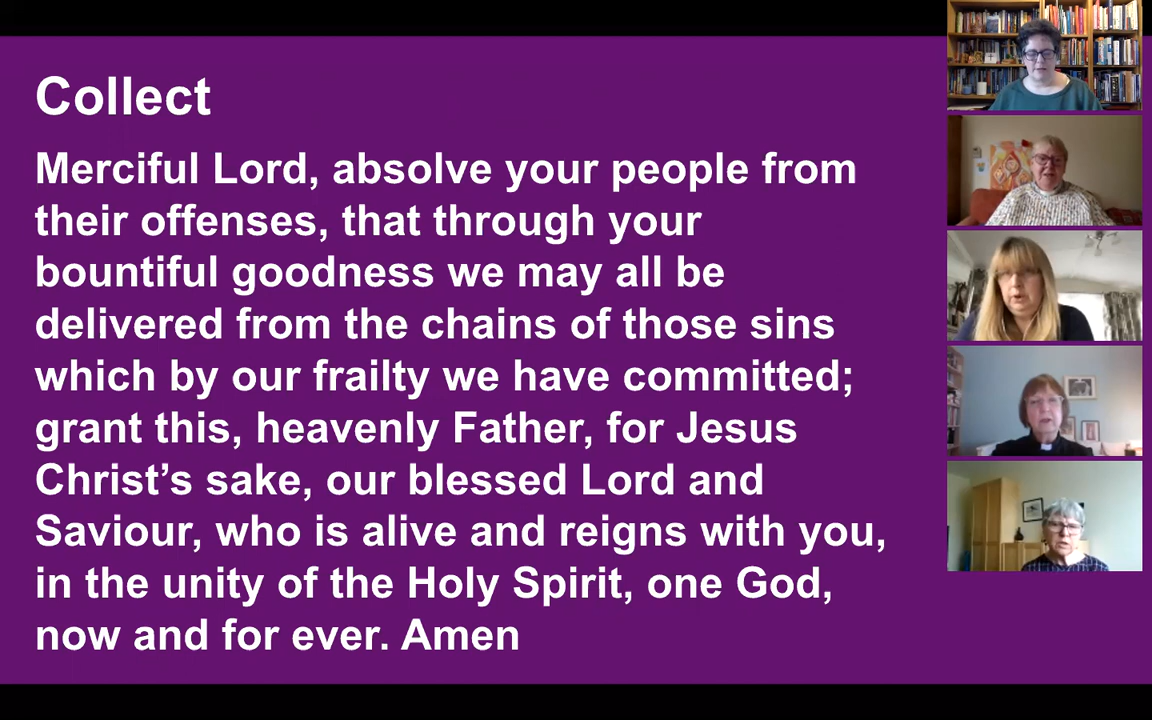 Collect
Merciful Lord, absolve your people from
their offenses, that through your
bountiful goodness we may all be
delivered from the chains of those sins
which by our frailty we have committed;
grant this, heavenly Father, for Jesus
Christ’s sake, our blessed Lord and
Saviour, who is alive and reigns with you,
in the unity of the Holy Spirit, one God,
now and for ever. Amen